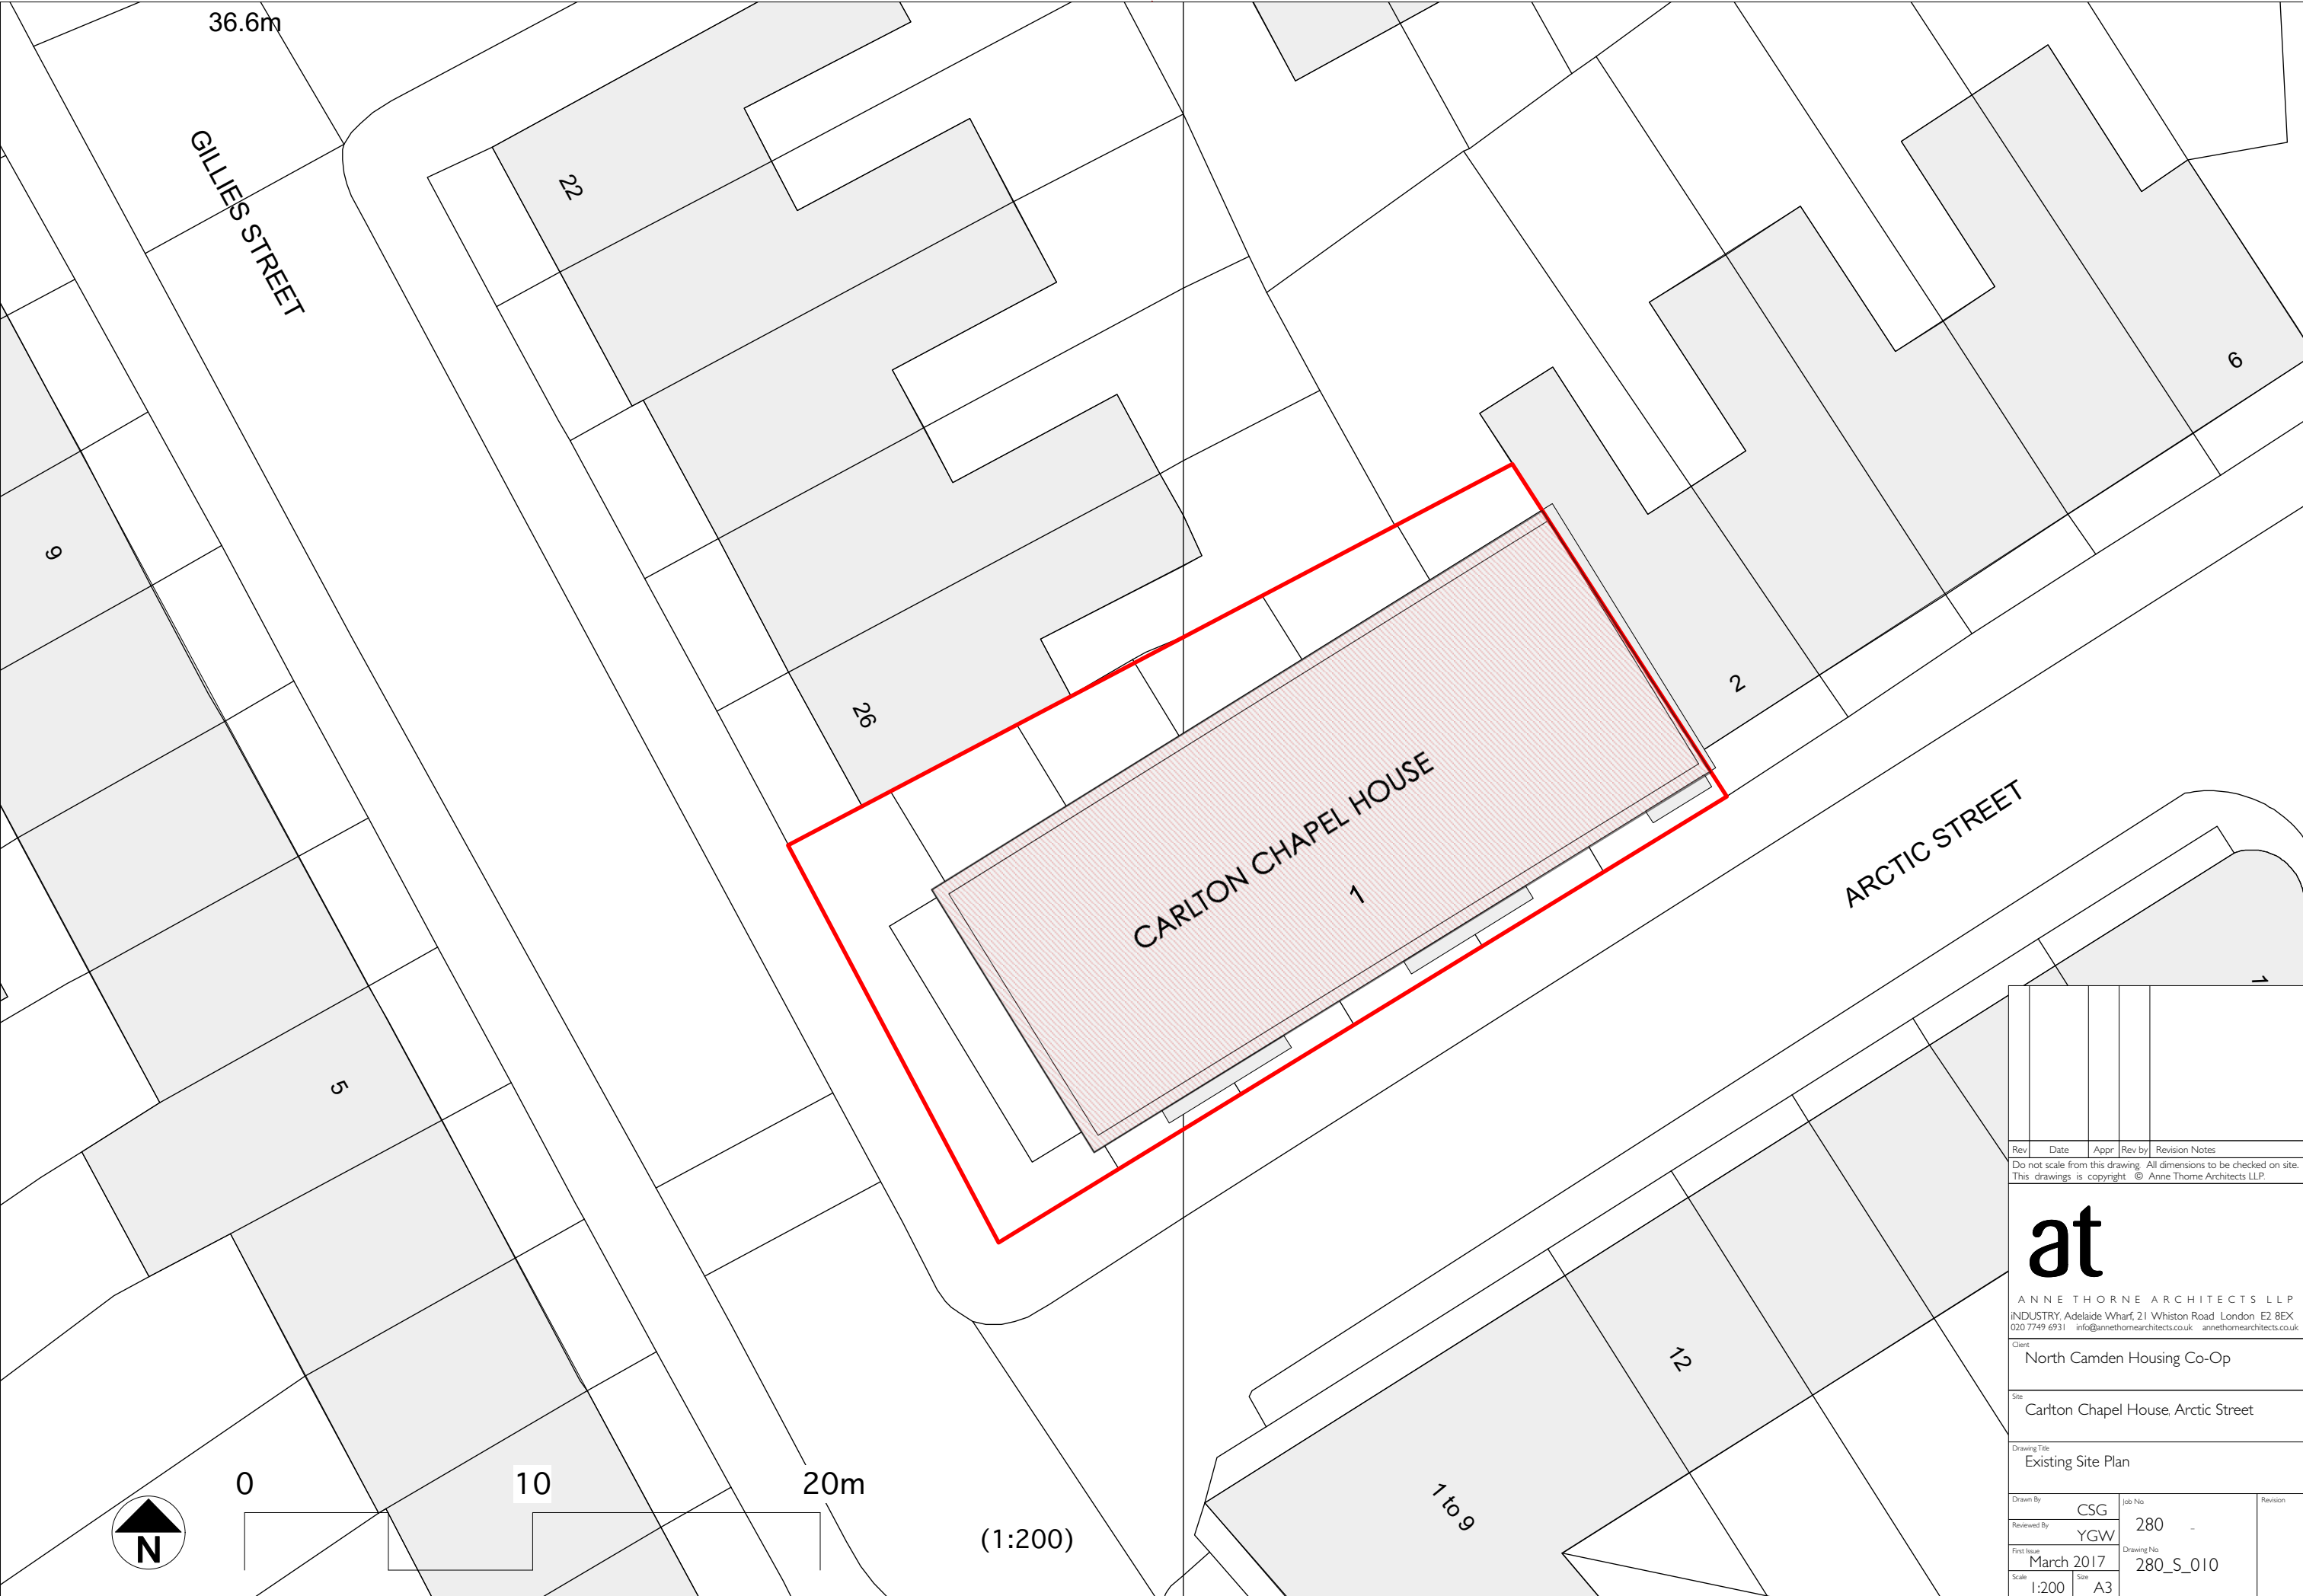 36.6m
GILLIES STREET
22
9
26
6
2
CARLTON CHAPEL HOUSE
1
ARCTIC STREET
5
1
12
1 to 9
0 10 20m
N
(1:200)
Rev Date Appr Rev by Revision Notes
Do not scale from this drawing. All dimensions to be checked on site.
This drawings is copyright © Anne Thorne Architects LLP.
at
ANNE THORNE ARCHITECTS LLP
iNDUSTRY, Adelaide Wharf, 21 Whiston Road London E2 8EX
020 7749 6931 info@annethornearchitects.co.uk annethornearchitects.co.uk
Client
North Camden Housing Co-Op
Site
Carlton Chapel House, Arctic Street
Drawing Title
Existing Site Plan
Drawn By CSG
Reviewed By YGW
First Issue March 2017
Scale 1:200 Size A3
Job No 280 -
Drawing No. 280_S_010
Revision